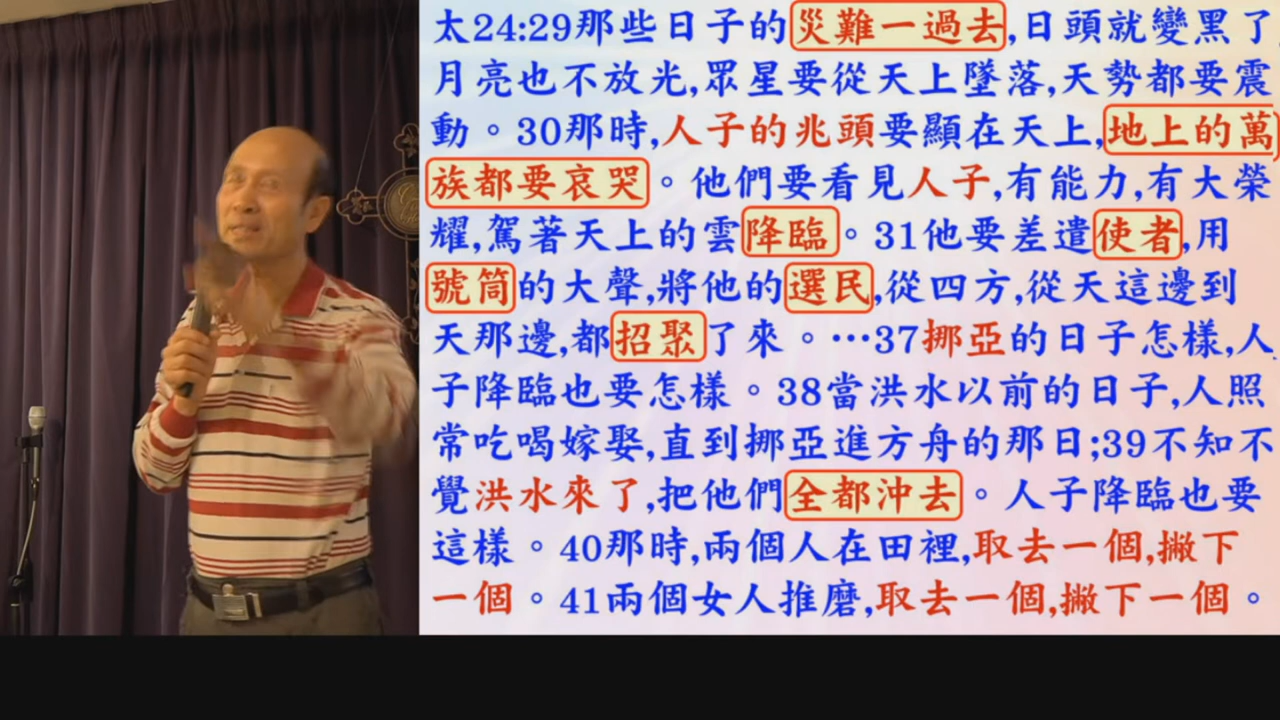 太24:29那些日子的災難一過去,日頭就變黑了,
月亮也不放光,眾星要從天上墜落,天勢都要震
動。30那時,人子的兆頭要顯在天上,地上的萬
族都要哀哭。他們要看見人子,有能力,有大榮
耀,駕著天上的雲降臨。31他要差遣使者,用
號筒的大聲,將他的選民,從四方,從天這邊到
天那邊,都招聚了來。…37挪亞的日子怎樣,人
子降臨也要怎樣。38當洪水以前的日子,人照
常吃喝嫁娶,直到挪亞進方舟的那日;39不知不
覺洪水來了,把他們全都沖去。人子降臨也要
這樣。40那時,兩個人在田裡,取去一個,撇下
一個。41兩個女人推磨,取去一個,撇下一個。